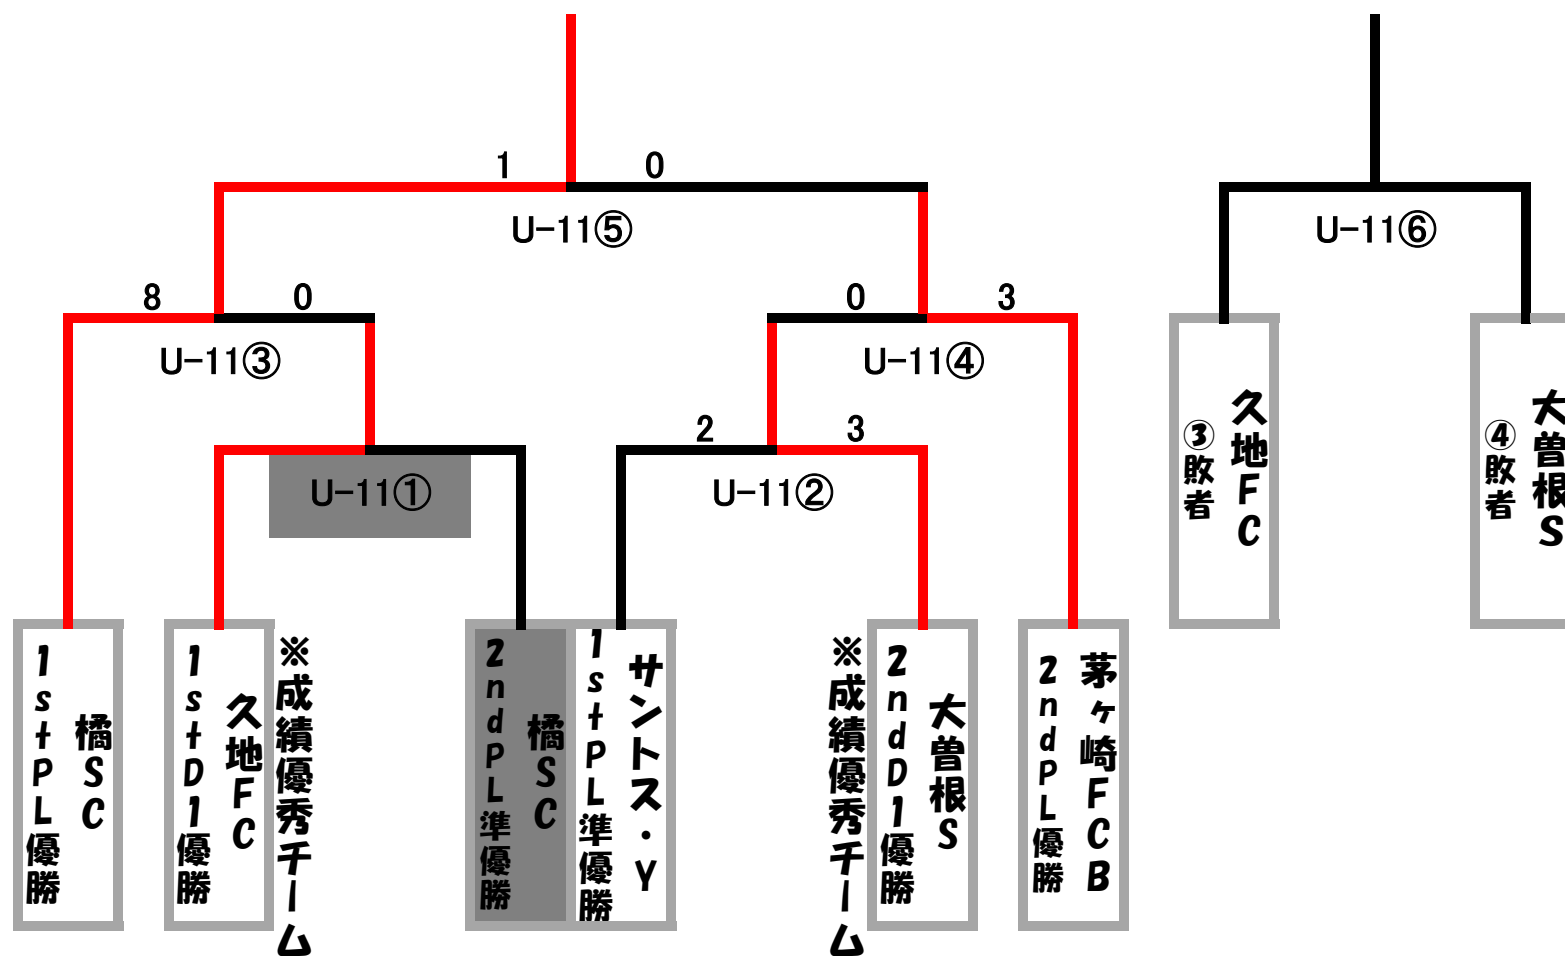 1 0
U-11⑤
U-11⑥
8 0
0 3
U-11③
U-11④
2 3
U-11①
U-11②
久地FC
③敗者
大曽根S
④敗者
橘SC
1stPL優勝
※成績優秀チーム
久地FC
1stD1優勝
橘SC
2ndPL準優勝
サントス・Y
1stPL準優勝
※成績優秀チーム
大曽根S
2ndD1優勝
茅ヶ崎FCB
2ndPL優勝